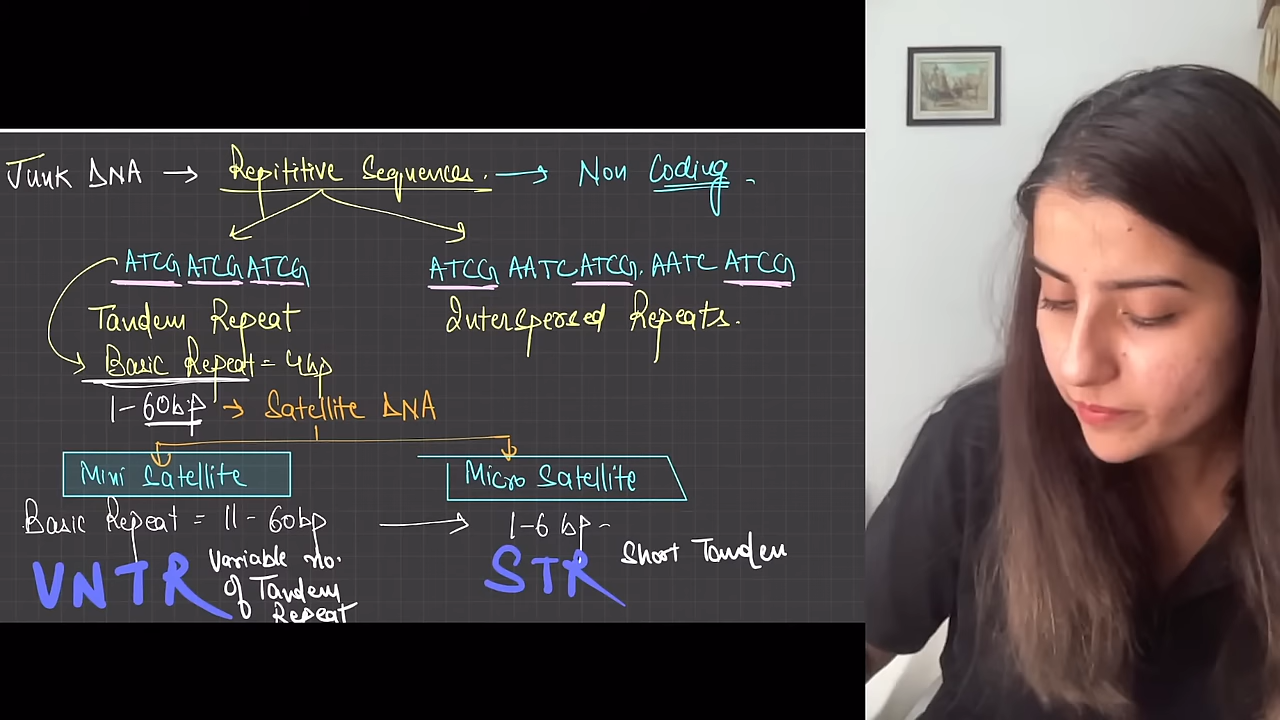 Junk DNA → Repititive Sequences. → Non Coding.
ATCG ATCG ATCG
ATCG AATC ATCG. AATC ATCG
Tandem Repeat
Interspersed Repeats.
Basic Repeat = 4bp
1-60bp → Satellite DNA
Mini Satellite
Micro Satellite
Basic Repeat = 11-60bp → 1-6 bp-
VNTR Variable no. of Tandem Repeat
STR Short Tandem